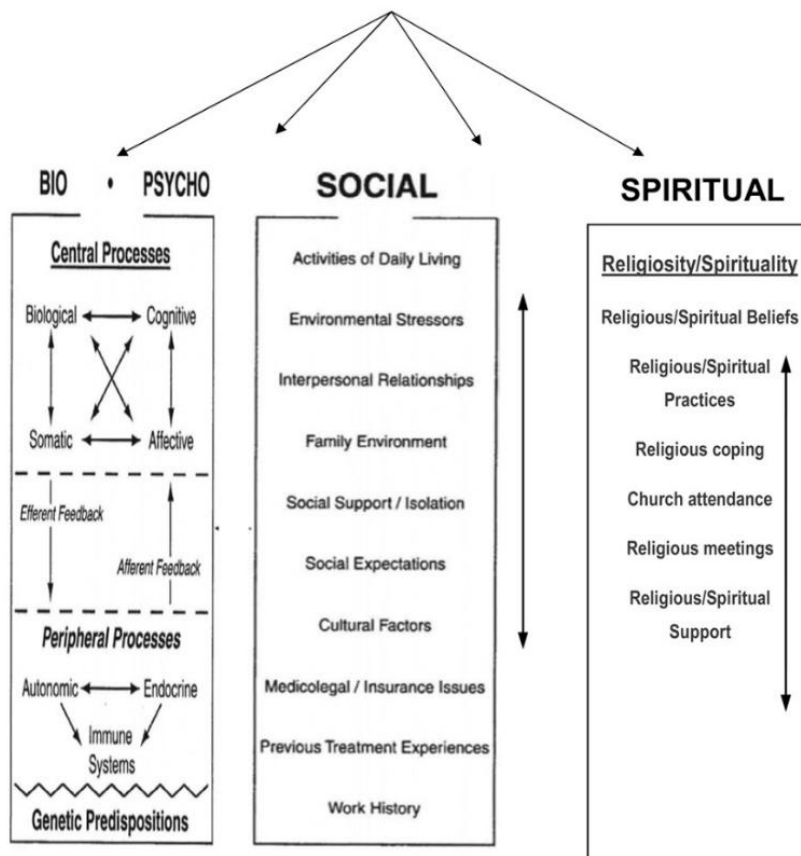 BIO • PSYCHO
Central Processes
Biological Cognitive
Somatic Affective
Efferent Feedback
Afferent Feedback
Peripheral Processes
Autonomic Endocrine
Immune
Systems
Genetic Predispositions
SOCIAL
Activities of Daily Living
Environmental Stressors
Interpersonal Relationships
Family Environment
Social Support / Isolation
Social Expectations
Cultural Factors
Medicolegal / Insurance Issues
Previous Treatment Experiences
Work History
SPIRITUAL
Religiosity/Spirituality
Religious/Spiritual Beliefs
Religious/Spiritual
Practices
Religious coping
Church attendance
Religious meetings
Religious/Spiritual
Support